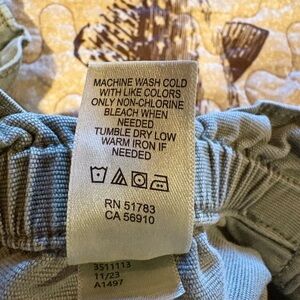 MACHINE WASH COLD
WITH LIKE COLORS
ONLY NON-CHLORINE
BLEACH WHEN
NEEDED
TUMBLE DRY LOW
WARM IRON IF
NEEDED
RN 51783
CA 56910
3511113
11/23
A1497